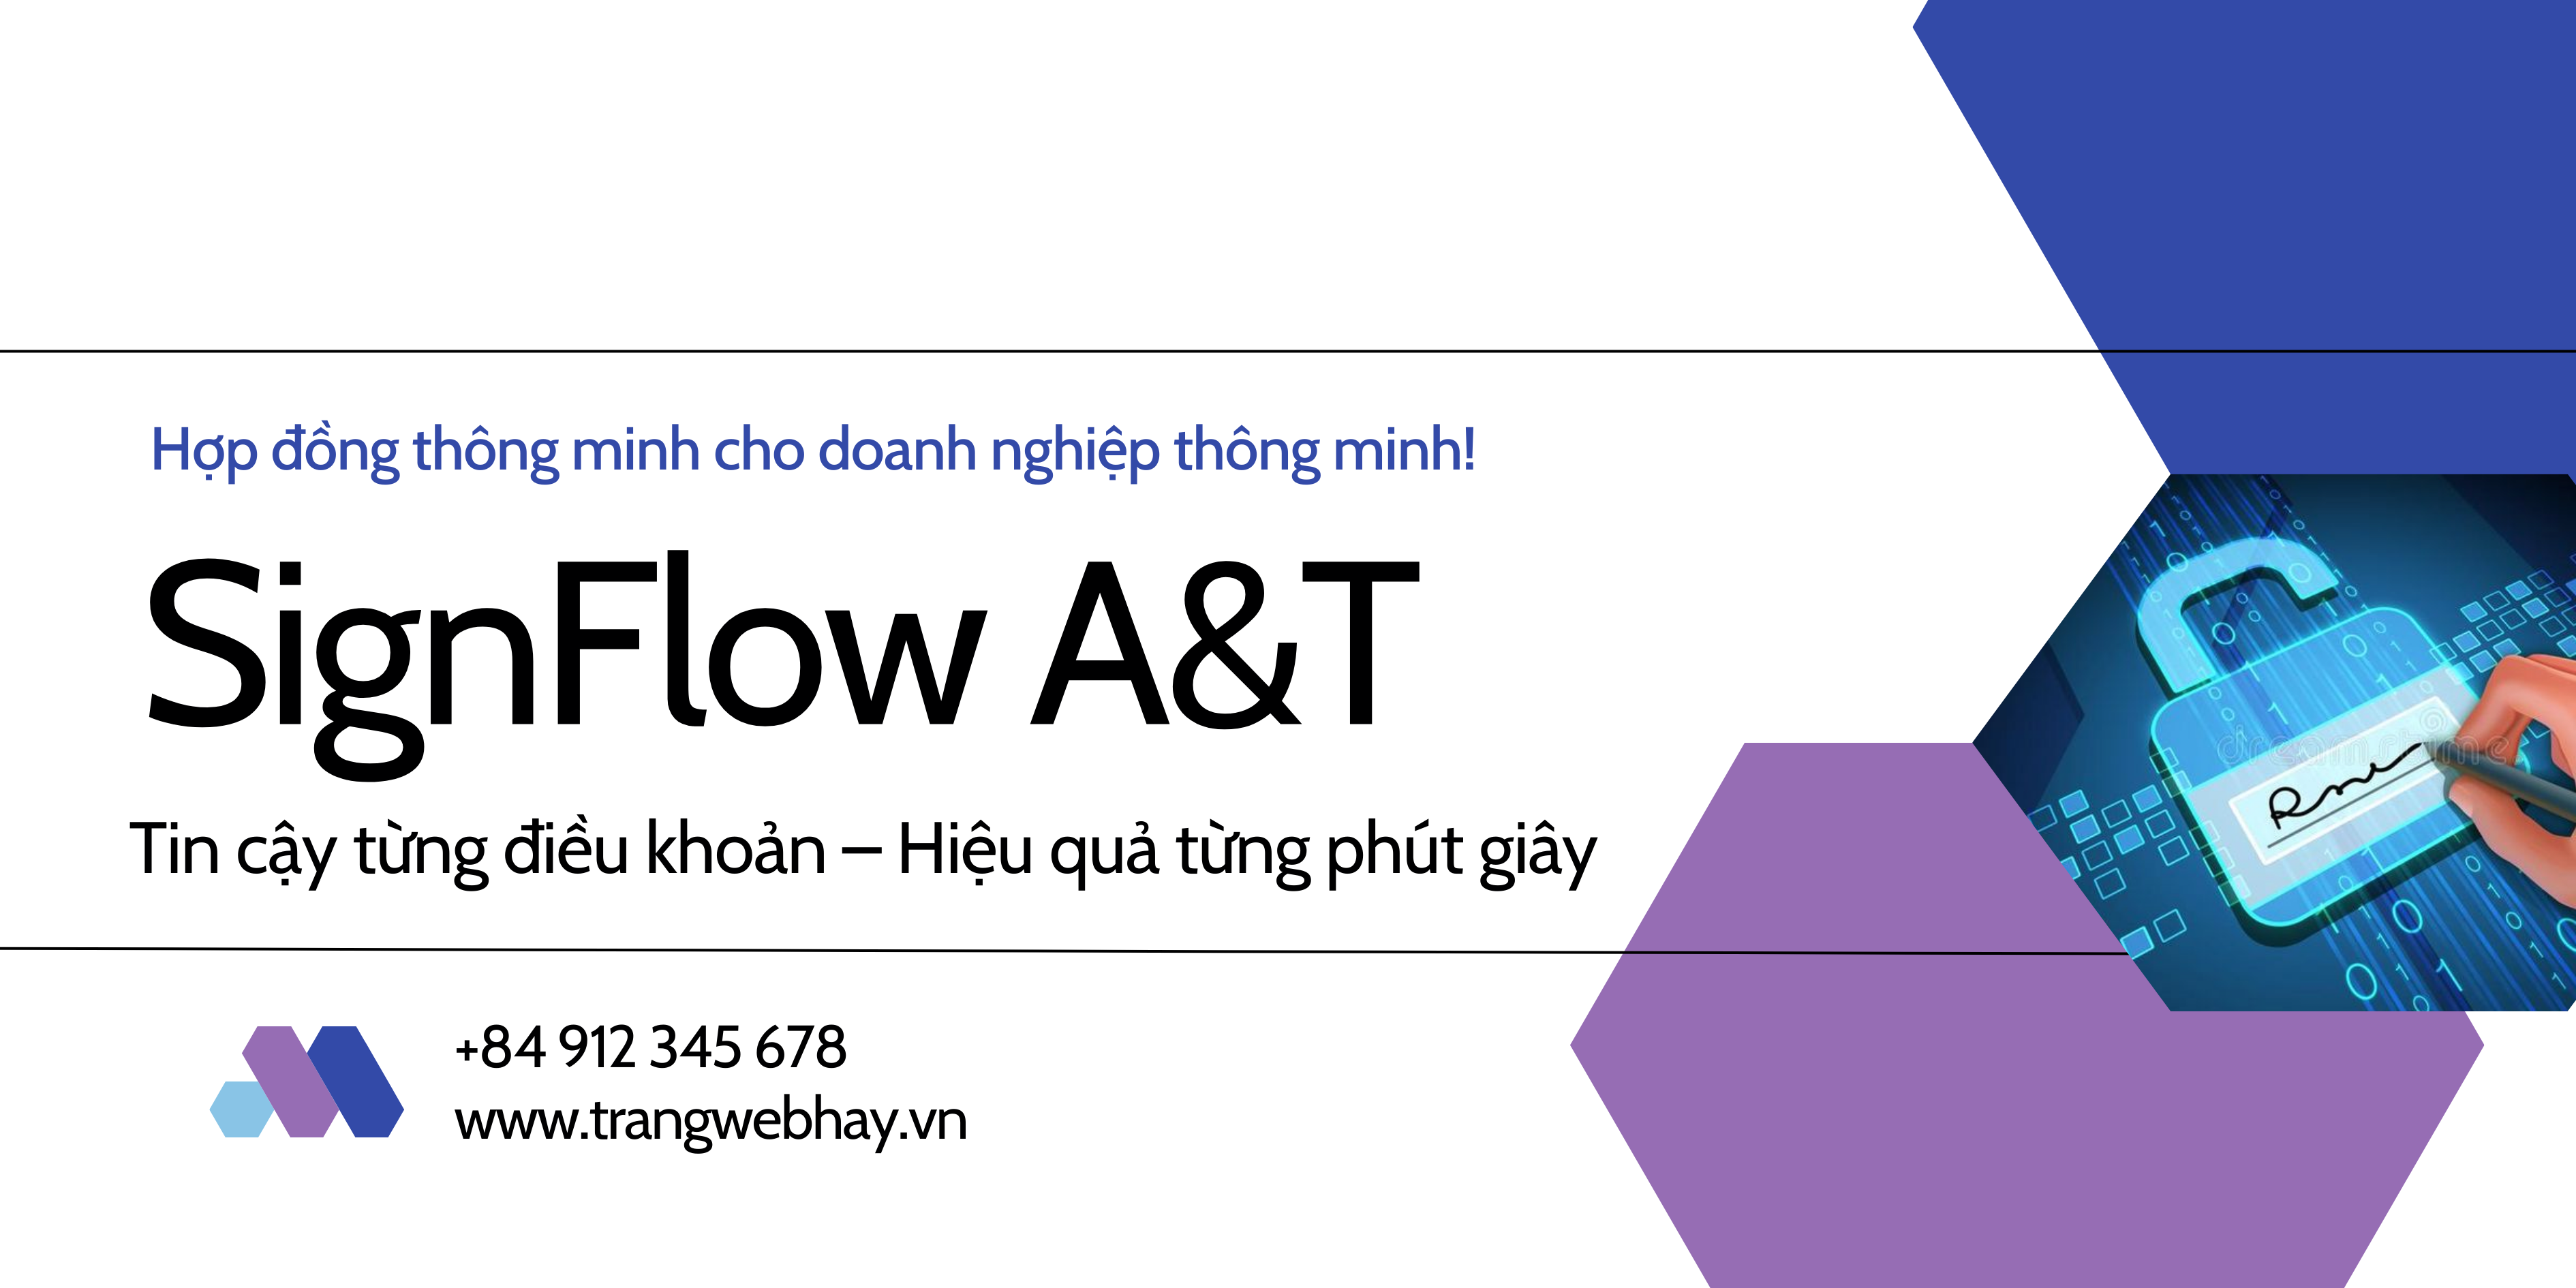 Hợp đồng thông minh cho doanh nghiệp thông minh!
SignFlow A&T
Tin cậy từng điều khoản – Hiệu quả từng phút giây
+84 912 345 678
www.trangwebhay.vn
dreamstime